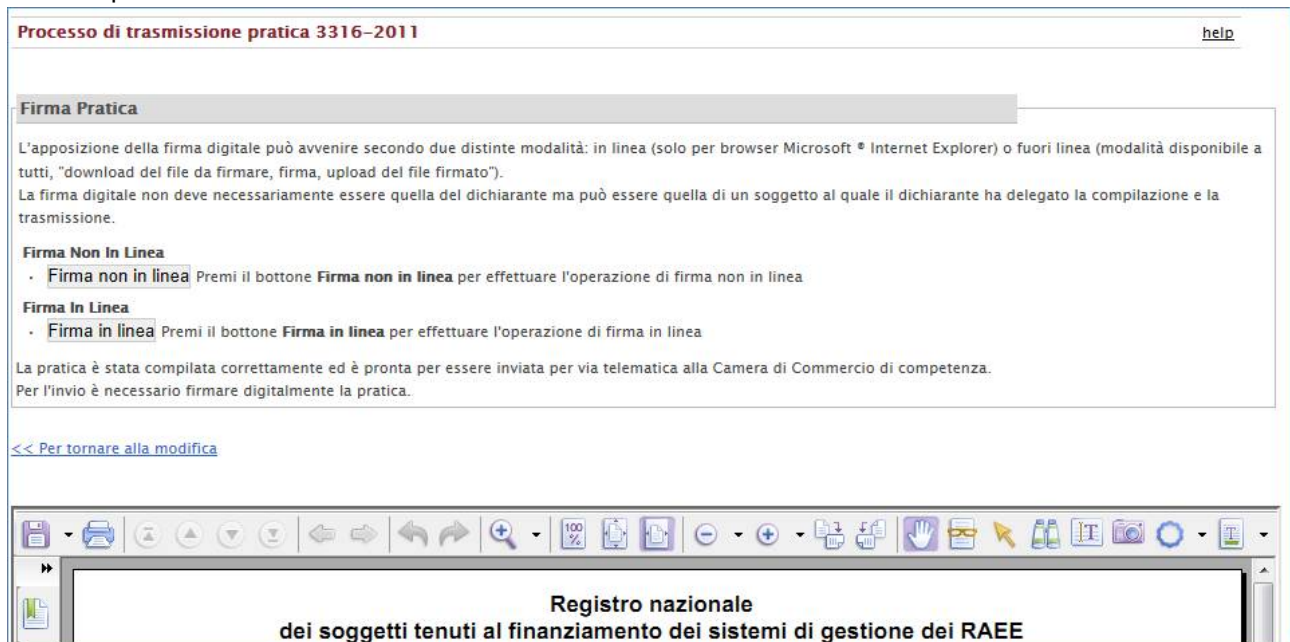 Processo di trasmissione pratica 3316-2011
help
Firma Pratica
L'apposizione della firma digitale può avvenire secondo due distinte modalità: in linea (solo per browser Microsoft ® Internet Explorer) o fuori linea (modalità disponibile a
tutti, "download del file da firmare, firma, upload del file firmato").
La firma digitale non deve necessariamente essere quella del dichiarante ma può essere quella di un soggetto al quale il dichiarante ha delegato la compilazione e la
trasmissione.
Firma Non In Linea
· Firma non in linea Premi il bottone Firma non in linea per effettuare l'operazione di firma non in linea
Firma In Linea
· Firma in linea Premi il bottone Firma in linea per effettuare l'operazione di firma in linea
La pratica è stata compilata correttamente ed è pronta per essere inviata per via telematica alla Camera di Commercio di competenza.
Per l'invio è necessario firmare digitalmente la pratica.
<< Per tornare alla modifica
100%
Registro nazionale
dei soggetti tenuti al finanziamento dei sistemi di gestione dei RAEE